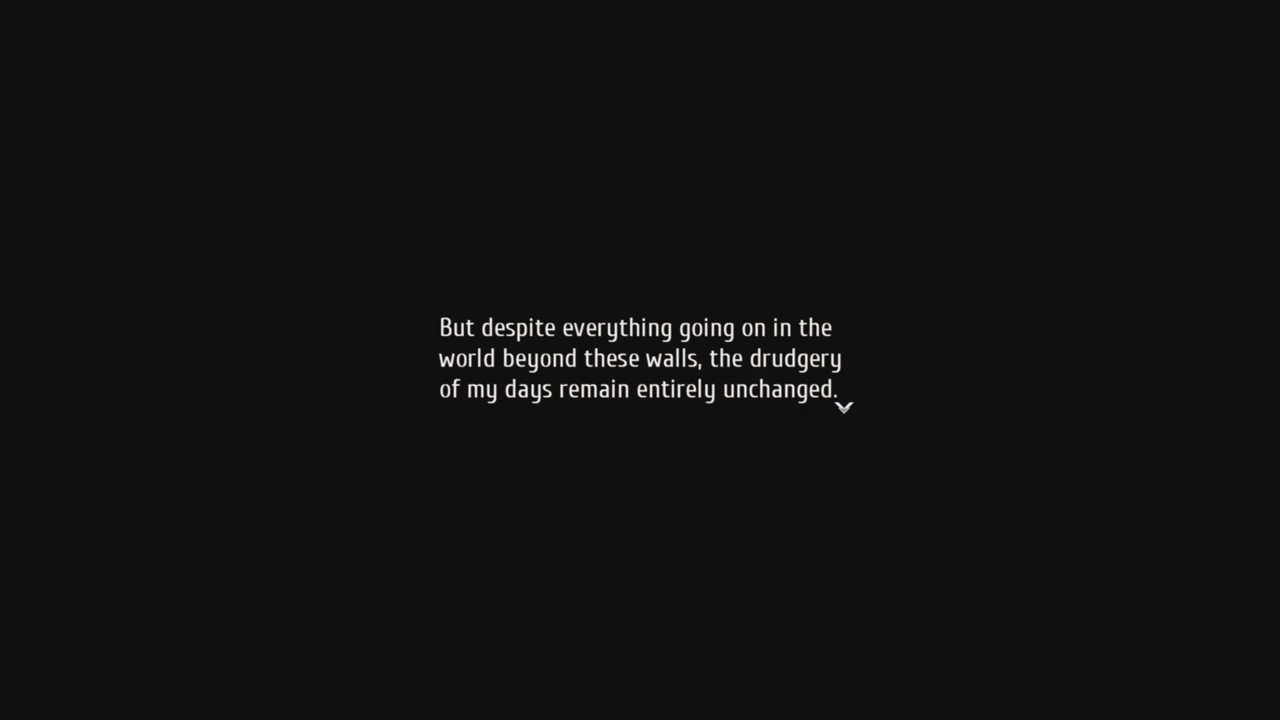 But despite everything going on in the
world beyond these walls, the drudgery
of my days remain entirely unchanged.